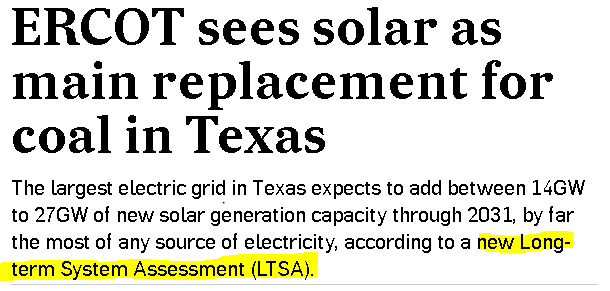 ERCOT sees solar as
main replacement for
coal in Texas
The largest electric grid in Texas expects to add between 14GW
to 27GW of new solar generation capacity through 2031, by far
the most of any source of electricity, according to a new Long-
term System Assessment (LTSA).